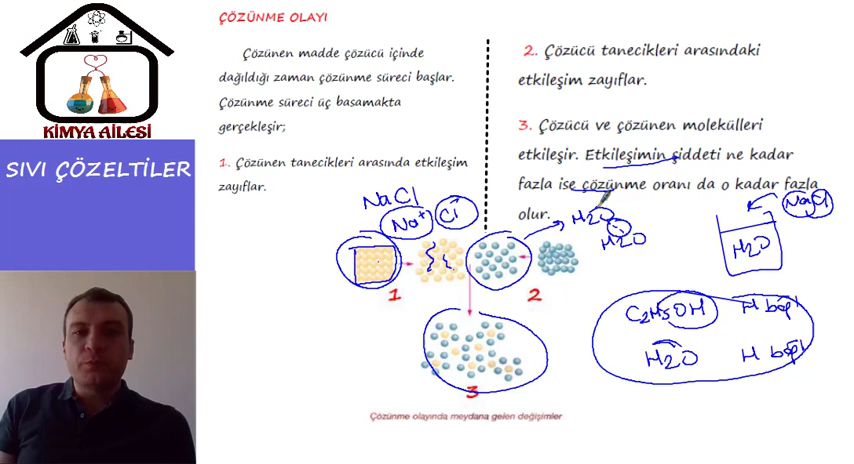 ÇÖZÜNME OLAYI
Çözünen madde çözücü içinde
dağıldığı zaman çözünme süreci başlar.
Çözünme süreci üç basamakta
gerçekleşir;
1. Çözünen tanecikleri arasında etkileşim
zayıflar.
2. Çözücü tanecikleri arasındaki
etkileşim zayıflar.
3. Çözücü ve çözünen molekülleri
etkileşir. Etkileşimin şiddeti ne kadar
fazla ise çözünme oranı da o kadar fazla
olur.
KİMYA AİLESİ
SIVI ÇÖZELTİLER
NaCl
Na+ Cl-
H2O
H2O
NaCl
H2O
1
2
3
C2H5OH H bağı
H2O H bağı
Çözünme olayında meydana gelen değişimler